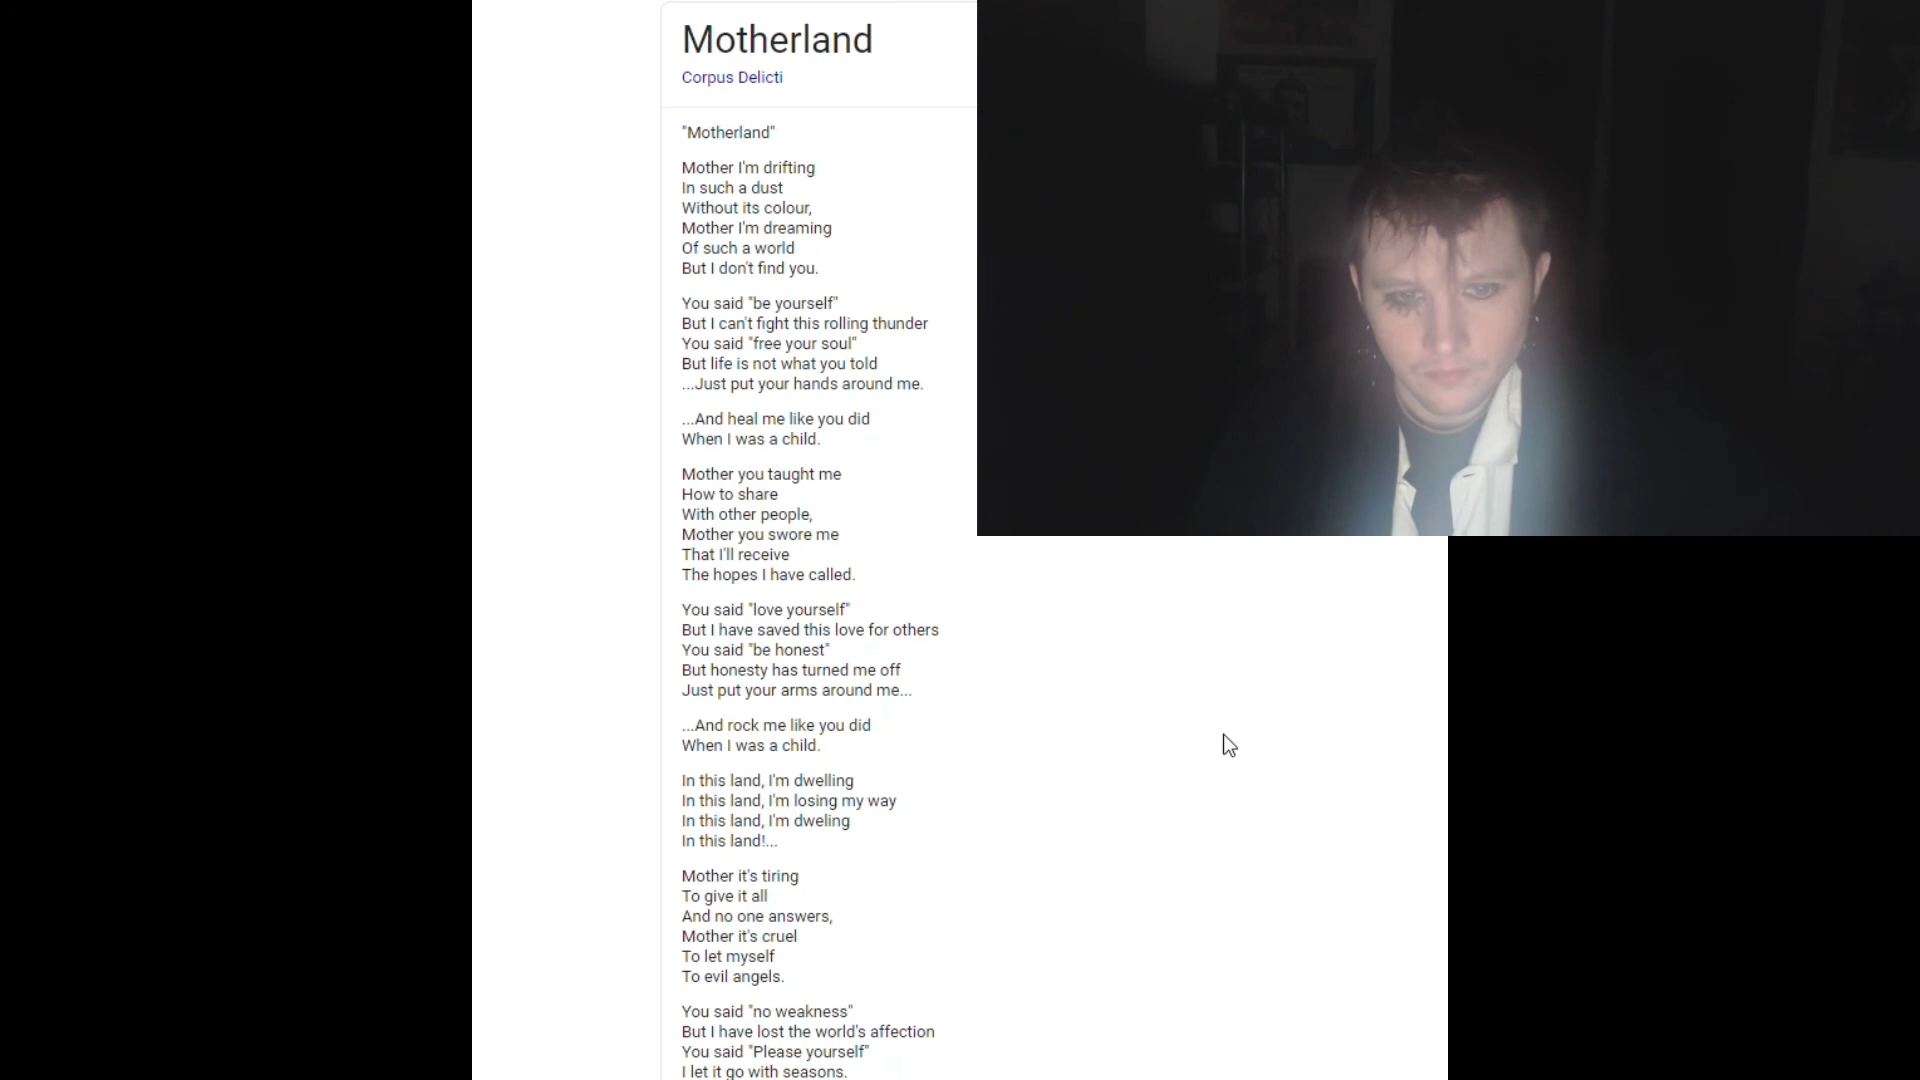 Motherland
Corpus Delicti
"Motherland"
Mother I'm drifting
In such a dust
Without its colour,
Mother I'm dreaming
Of such a world
But I don't find you.
You said "be yourself"
But I can't fight this rolling thunder
You said "free your soul"
But life is not what you told
...Just put your hands around me.
...And heal me like you did
When I was a child.
Mother you taught me
How to share
With other people,
Mother you swore me
That I'll receive
The hopes I have called.
You said "love yourself"
But I have saved this love for others
You said "be honest"
But honesty has turned me off
Just put your arms around me...
...And rock me like you did
When I was a child.
In this land, I'm dwelling
In this land, I'm losing my way
In this land, I'm dweling
In this land!...
Mother it's tiring
To give it all
And no one answers,
Mother it's cruel
To let myself
To evil angels.
You said "no weakness"
But I have lost the world's affection
You said "Please yourself"
I let it go with seasons.